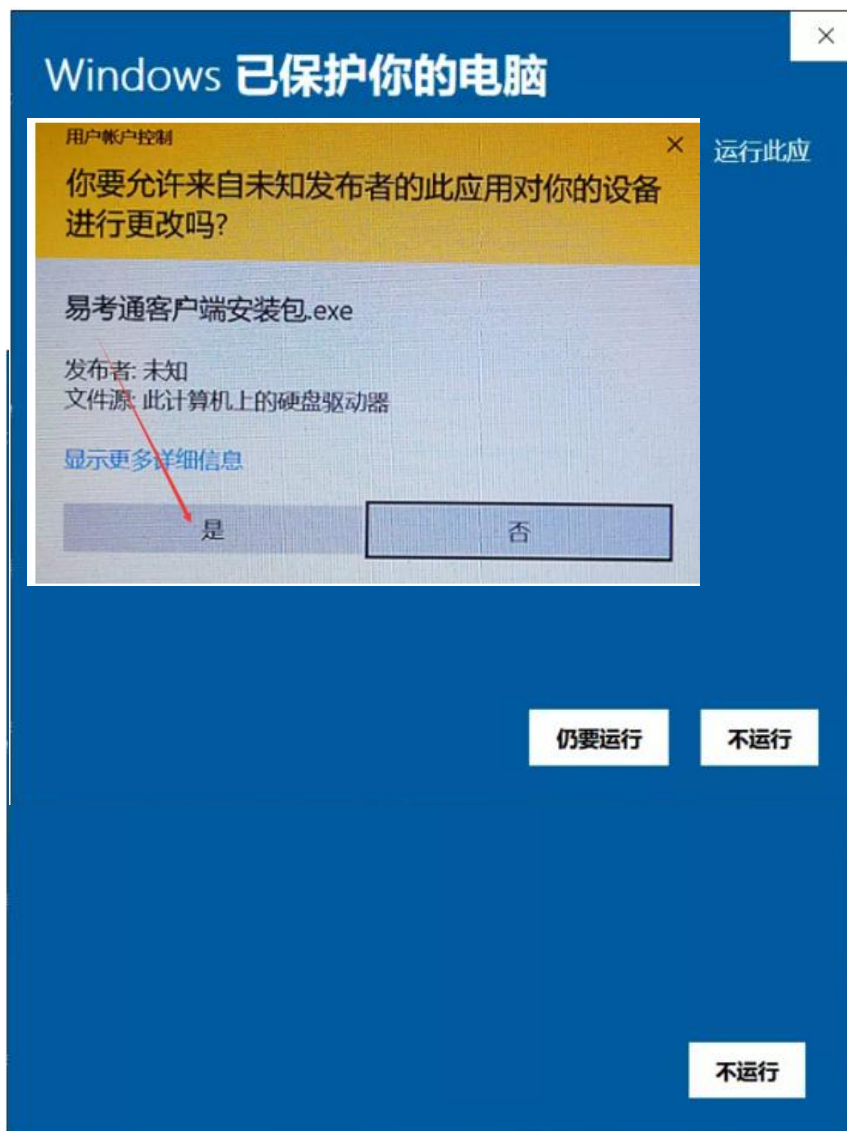 Windows 已保护你的电脑
运行此应
用户帐户控制
你要允许来自未知发布者的此应用对你的设备
进行更改吗?
易考通客户端安装包.exe
发布者: 未知
文件源: 此计算机上的硬盘驱动器
显示更多详细信息
是
否
仍要运行
不运行
不运行